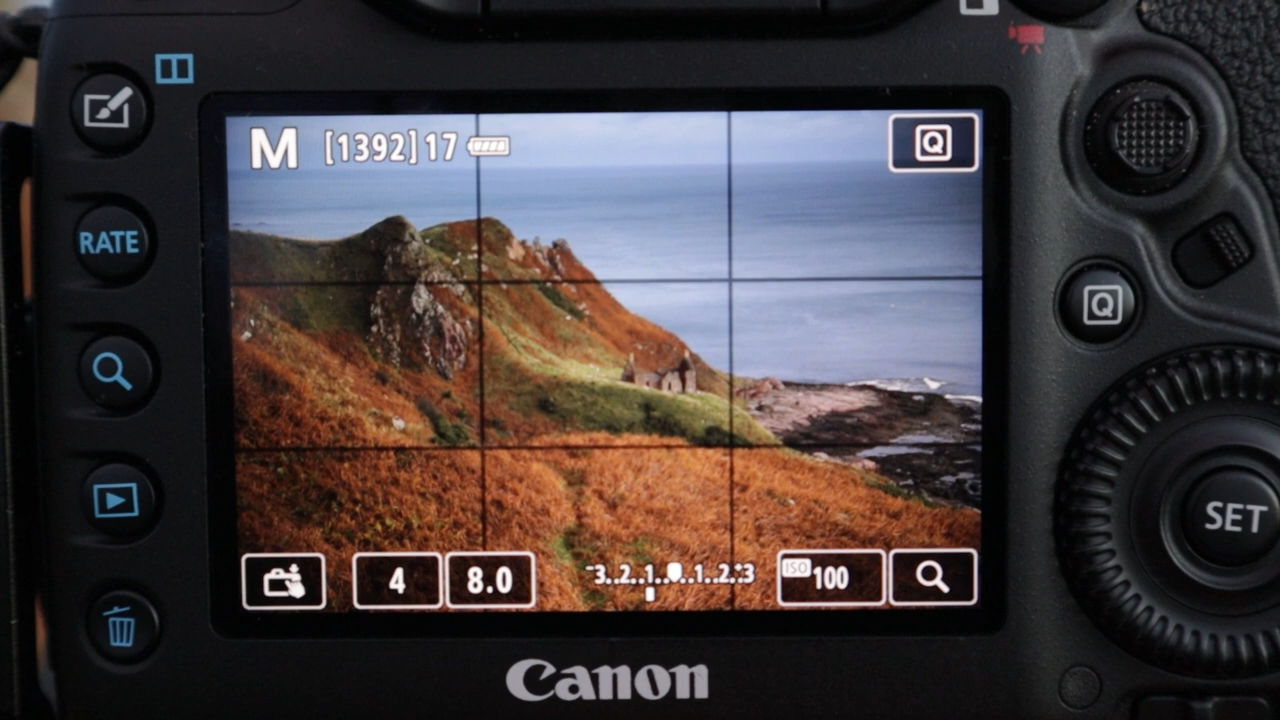 M [1392] 17
Q
RATE
Q
SET
4 8.0 -3..2..1..0..1..2..+3 ISO 100
Canon